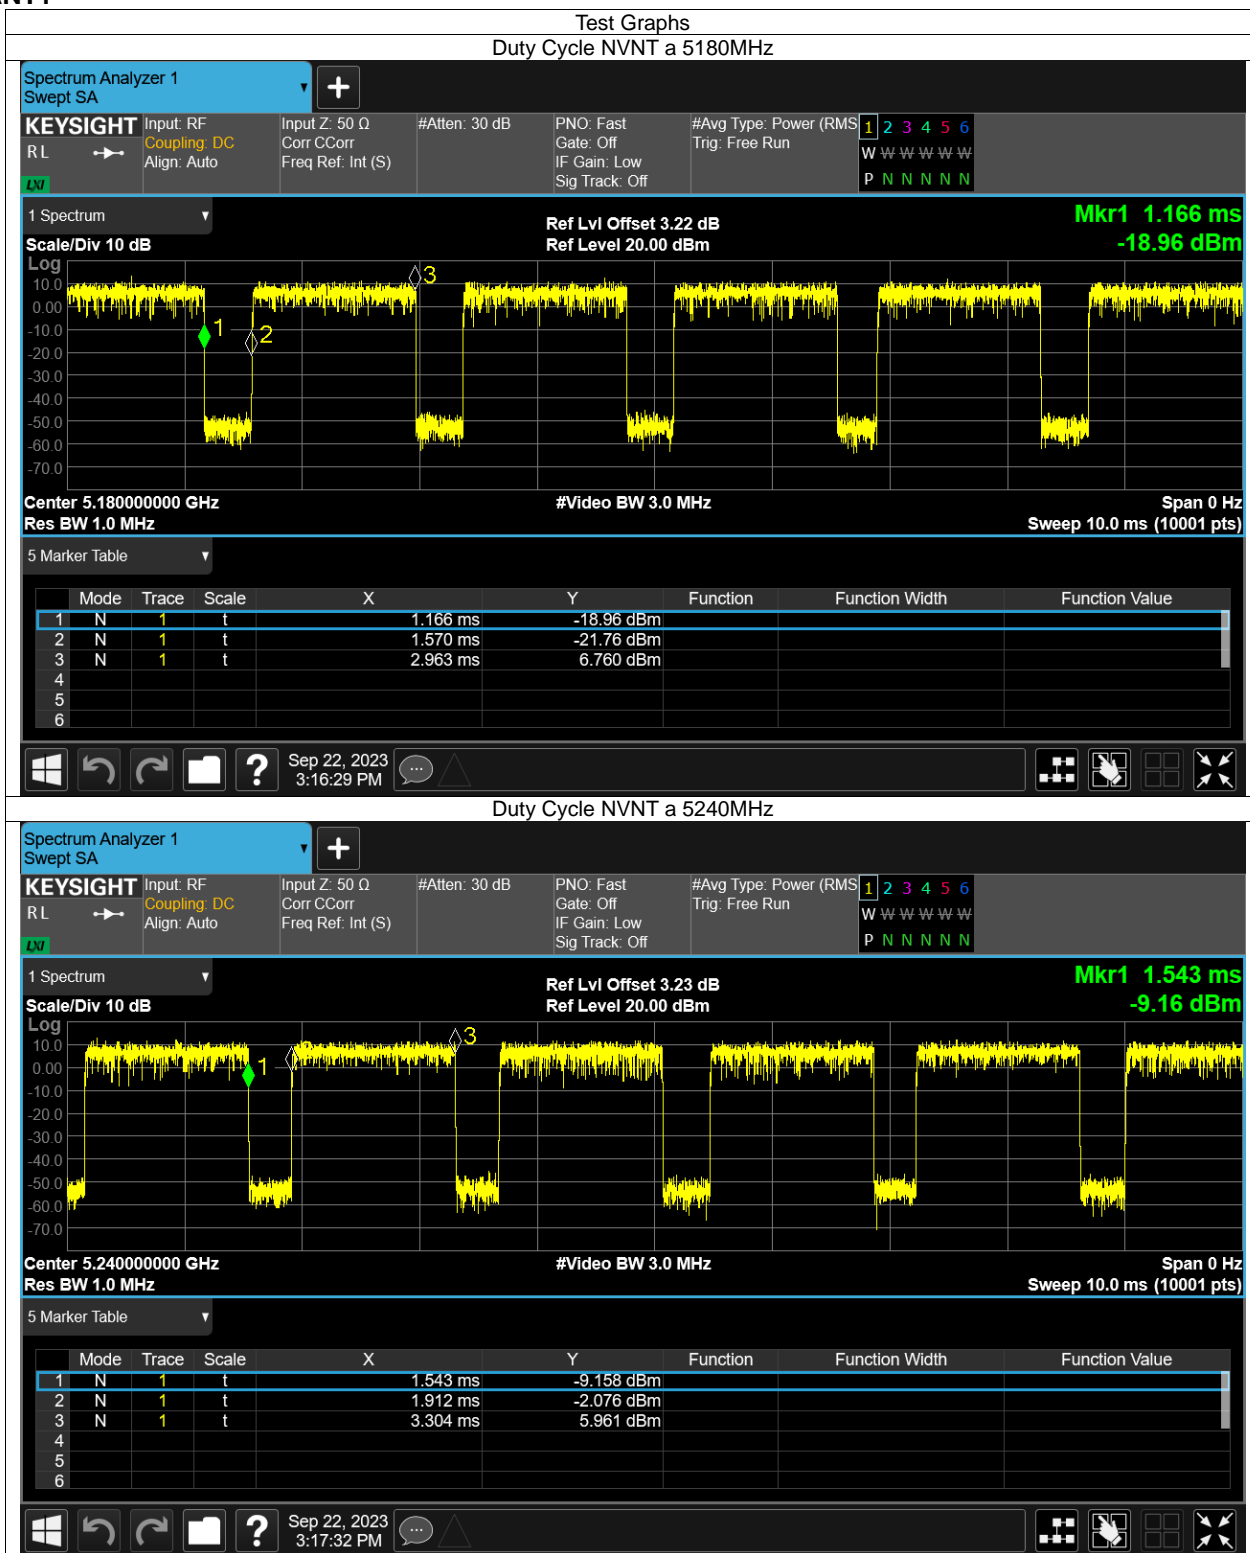 Test Graphs
Duty Cycle NVNT a 5180MHz
Spectrum Analyzer 1
Swept SA
KEYSIGHT Input: RF Input Z: 50 Ω #Atten: 30 dB PNO: Fast #Avg Type: Power (RMS 1 2 3 4 5 6
RL Coupling: DC Corr CCorr Gate: Off Trig: Free Run W W W W W W
Align: Auto Freq Ref: Int (S) IF Gain: Low
LXI Sig Track: Off P N N N N N
1 Spectrum Ref Lvl Offset 3.22 dB Mkr1 1.166 ms
Scale/Div 10 dB Ref Level 20.00 dBm -18.96 dBm
Log
10.0
0.00
-10.0
-20.0
-30.0
-40.0
-50.0
-60.0
-70.0
1
2
3
Center 5.180000000 GHz #Video BW 3.0 MHz Span 0 Hz
Res BW 1.0 MHz Sweep 10.0 ms (10001 pts)
5 Marker Table
Mode Trace Scale X Y Function Function Width Function Value
1 N 1 t 1.166 ms -18.96 dBm
2 N 1 t 1.570 ms -21.76 dBm
3 N 1 t 2.963 ms 6.760 dBm
4
5
6
? Sep 22, 2023
3:16:29 PM
Duty Cycle NVNT a 5240MHz
Spectrum Analyzer 1
Swept SA
KEYSIGHT Input: RF Input Z: 50 Ω #Atten: 30 dB PNO: Fast #Avg Type: Power (RMS 1 2 3 4 5 6
RL Coupling: DC Corr CCorr Gate: Off Trig: Free Run W W W W W W
Align: Auto Freq Ref: Int (S) IF Gain: Low
LXI Sig Track: Off P N N N N N
1 Spectrum Ref Lvl Offset 3.23 dB Mkr1 1.543 ms
Scale/Div 10 dB Ref Level 20.00 dBm -9.16 dBm
Log
10.0
0.00
-10.0
-20.0
-30.0
-40.0
-50.0
-60.0
-70.0
1
3
Center 5.240000000 GHz #Video BW 3.0 MHz Span 0 Hz
Res BW 1.0 MHz Sweep 10.0 ms (10001 pts)
5 Marker Table
Mode Trace Scale X Y Function Function Width Function Value
1 N 1 t 1.543 ms -9.158 dBm
2 N 1 t 1.912 ms -2.076 dBm
3 N 1 t 3.304 ms 5.961 dBm
4
5
6
? Sep 22, 2023
3:17:32 PM